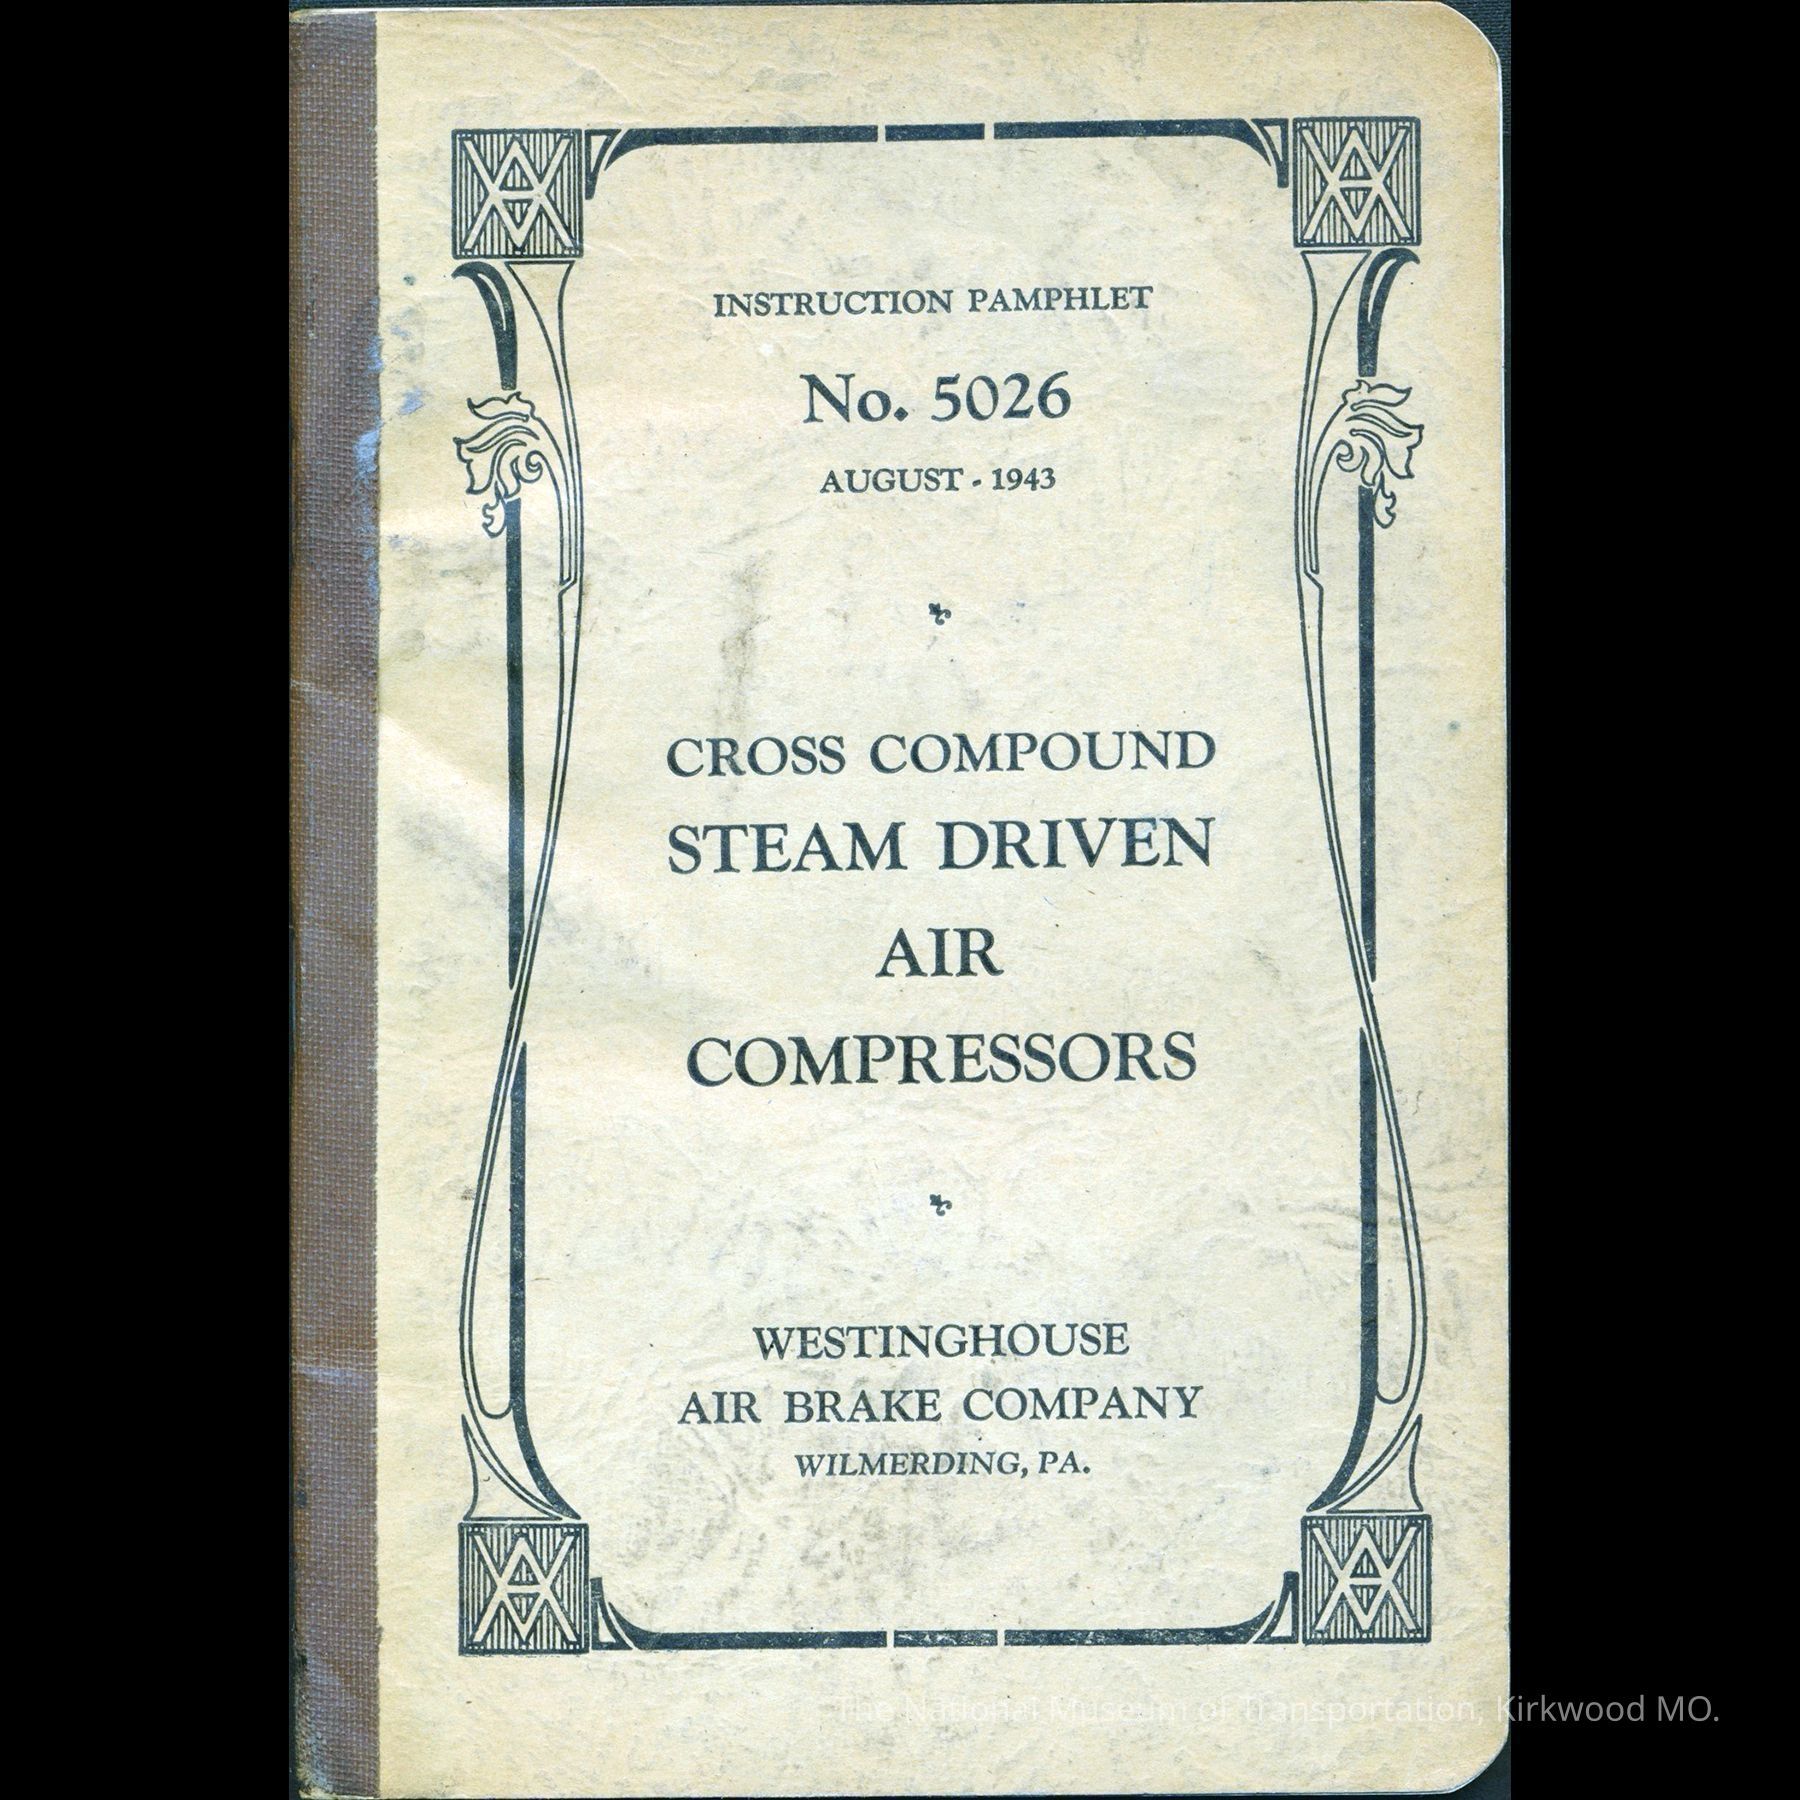 INSTRUCTION PAMPHLET
No. 5026
AUGUST - 1943
CROSS COMPOUND
STEAM DRIVEN
AIR
COMPRESSORS
WESTINGHOUSE
AIR BRAKE COMPANY
WILMERDING, PA.
The National Museum of Transportation, Kirkwood MO.